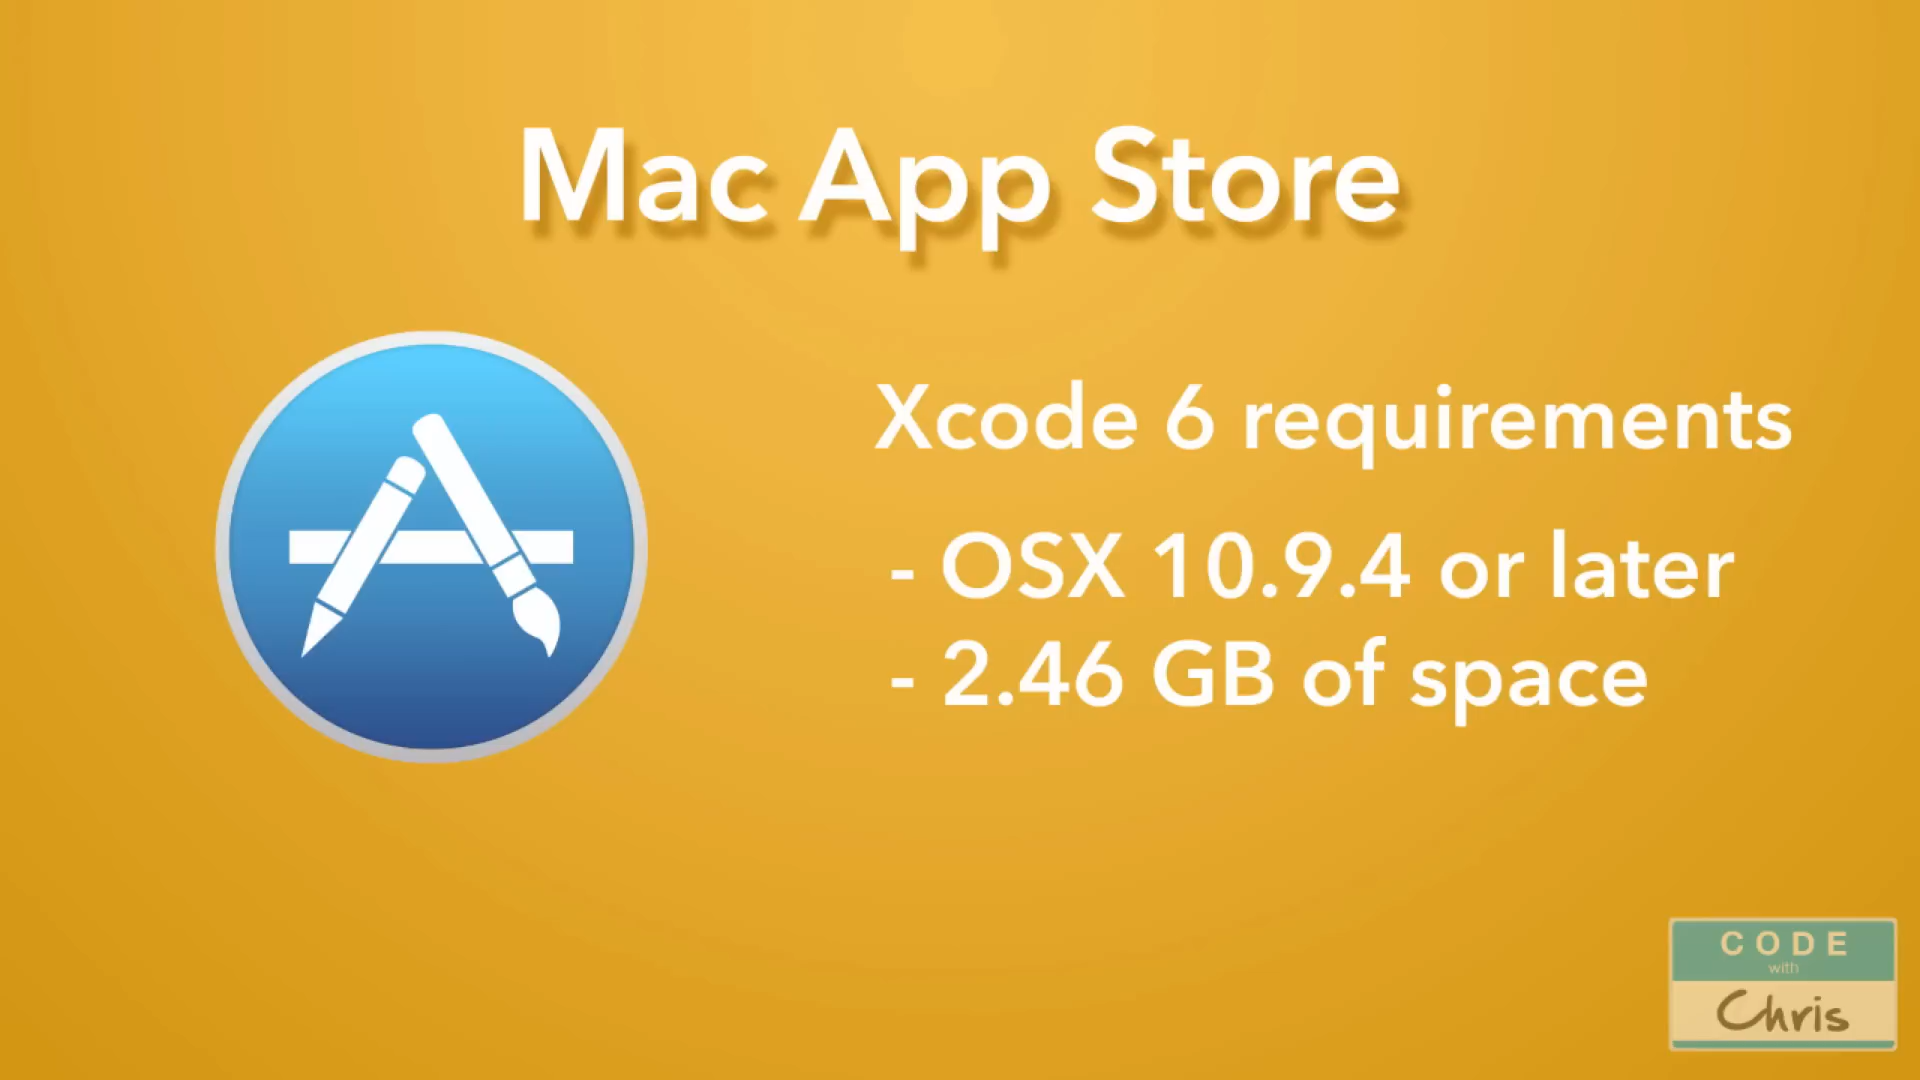 Mac App Store
Xcode 6 requirements
- OSX 10.9.4 or later
- 2.46 GB of space
CODE
with
Chris